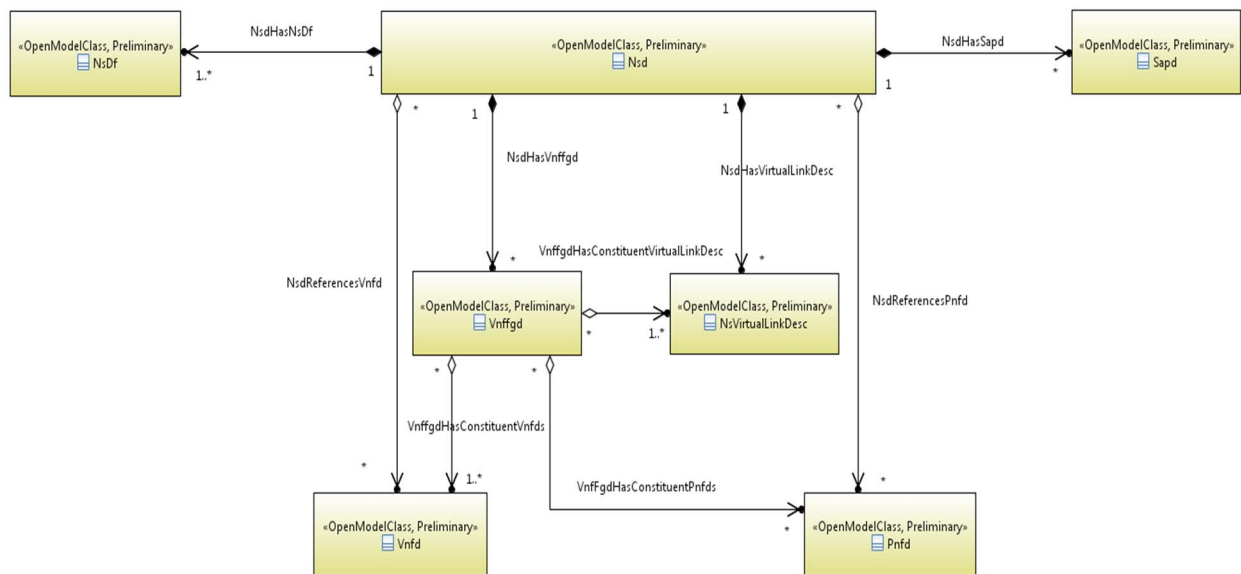 NsdHasNsDf
NsdHasSapd
«OpenModelClass, Preliminary»
NsDf
«OpenModelClass, Preliminary»
Nsd
«OpenModelClass, Preliminary»
Sapd
1..*
1
1
*
*
1
1
*
NsdHasVnffgd
NsdHasVirtualLinkDesc
VnffgdHasConstituentVirtualLinkDesc
*
*
NsdReferencesVnfd
NsdReferencesPnfd
«OpenModelClass, Preliminary»
Vnffgd
«OpenModelClass, Preliminary»
NsVirtualLinkDesc
*
1..*
*
*
VnffgdHasConstituentVnfds
*
1..*
VnfFgdHasConstituentPnfds
*
*
«OpenModelClass, Preliminary»
Vnfd
«OpenModelClass, Preliminary»
Pnfd